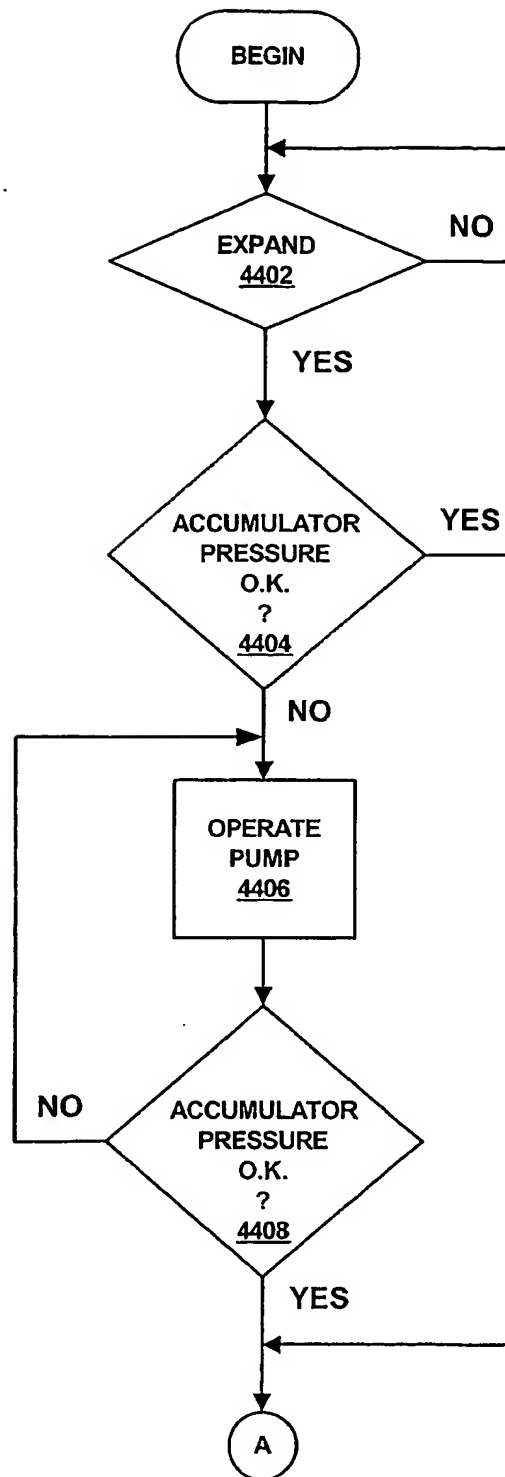 BEGIN
EXPAND
4402
NO
YES
ACCUMULATOR
PRESSURE
O.K.
?
4404
YES
NO
OPERATE
PUMP
4406
NO
ACCUMULATOR
PRESSURE
O.K.
?
4408
YES
A